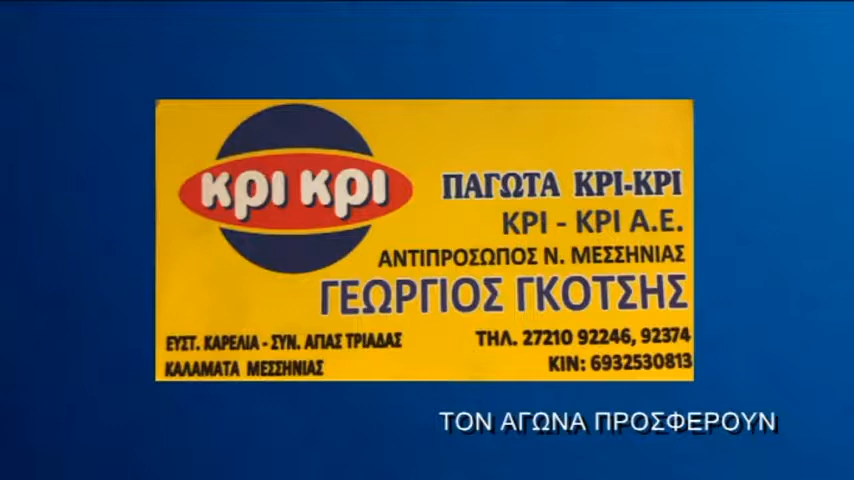 κρι κρι
ΠΑΓΩΤΑ ΚΡΙ-ΚΡΙ
ΚΡΙ - ΚΡΙ Α.Ε.
ΑΝΤΙΠΡΟΣΩΠΟΣ Ν. ΜΕΣΣΗΝΙΑΣ
ΓΕΩΡΓΙΟΣ ΓΚΟΤΣΗΣ
ΕΥΣΤ. ΚΑΡΕΛΙΑ - ΣΥΝ. ΑΓΙΑΣ ΤΡΙΑΔΑΣ
ΚΑΛΑΜΑΤΑ ΜΕΣΣΗΝΙΑΣ
ΤΗΛ. 27210 92246, 92374
ΚΙΝ: 6932530813
ΤΟΝ ΑΓΩΝΑ ΠΡΟΣΦΕΡΟΥΝ